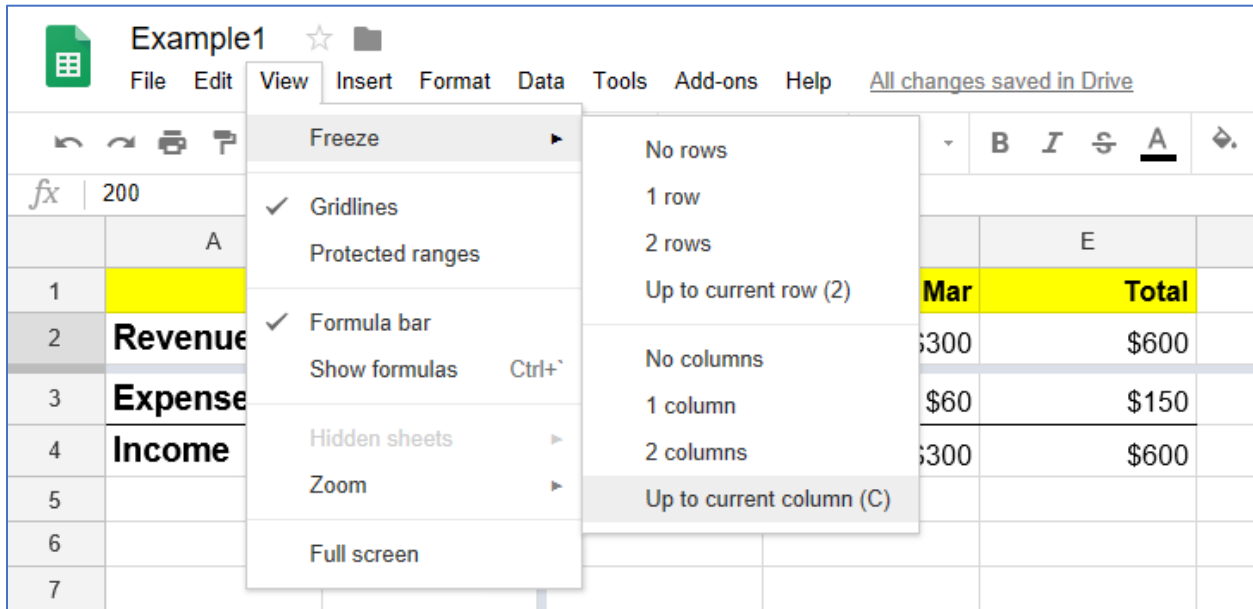 Example1
File Edit View Insert Format Data Tools Add-ons Help All changes saved in Drive
B I S A
fx 200
Freeze
Gridlines
Protected ranges
Formula bar
Show formulas Ctrl+`
Hidden sheets
Zoom
Full screen
No rows
1 row
2 rows
Up to current row (2)
No columns
1 column
2 columns
Up to current column (C)
A E
1 Mar Total
2 Revenue $600
3 Expense $60 $150
4 Income $600
5
6
7